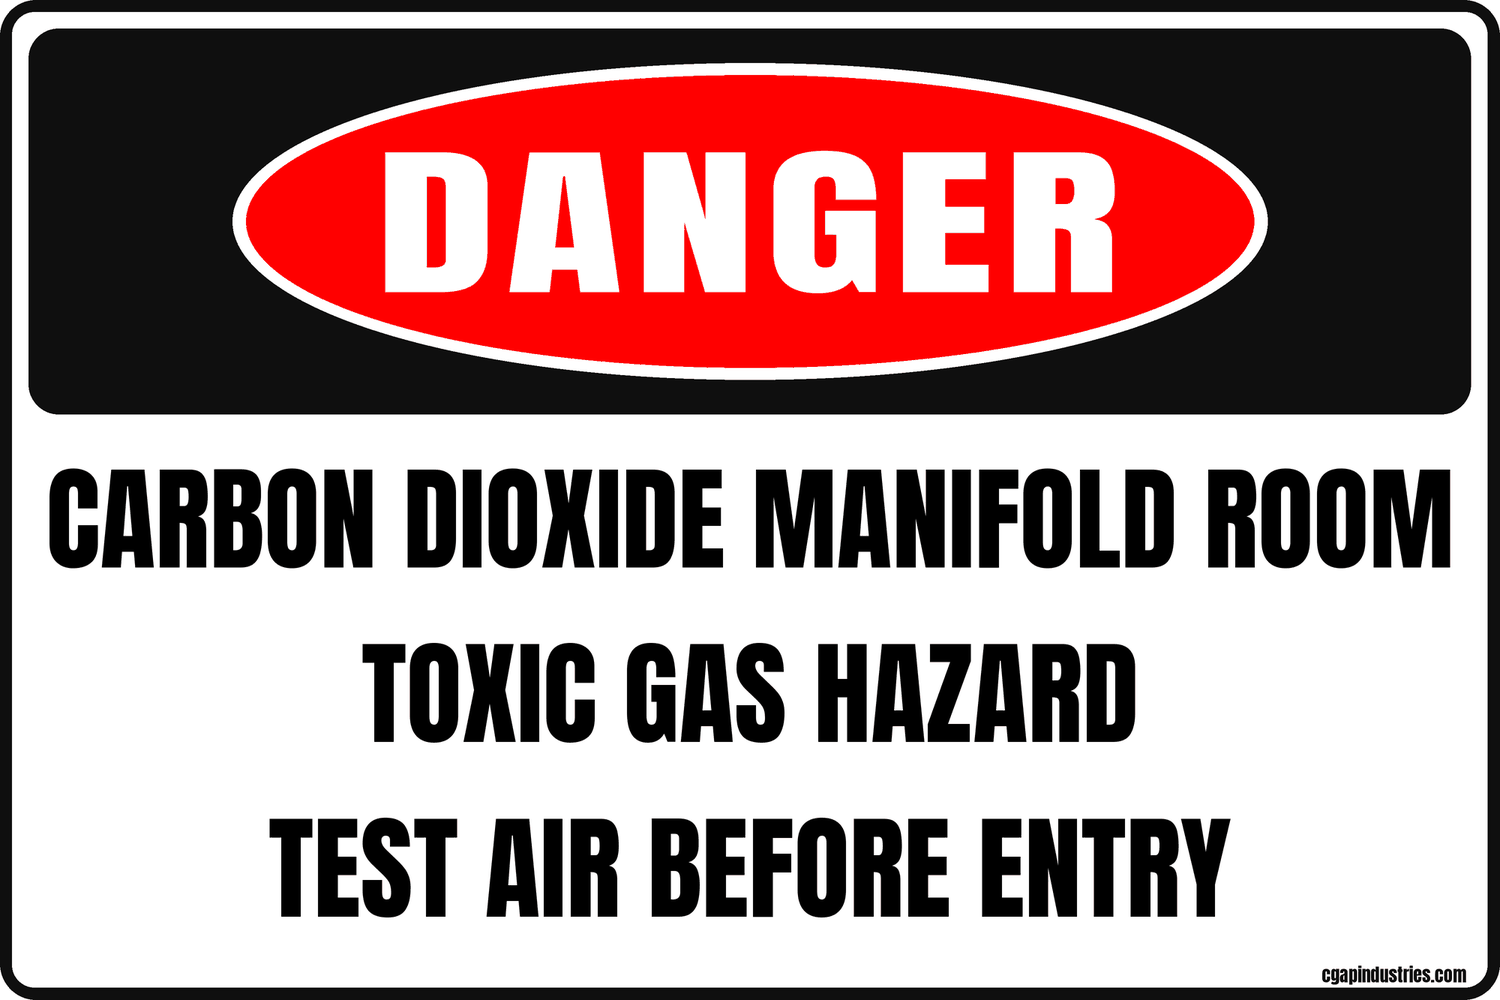 DANGER
CARBON DIOXIDE MANIFOLD ROOM
TOXIC GAS HAZARD
TEST AIR BEFORE ENTRY
cgapindustries.com